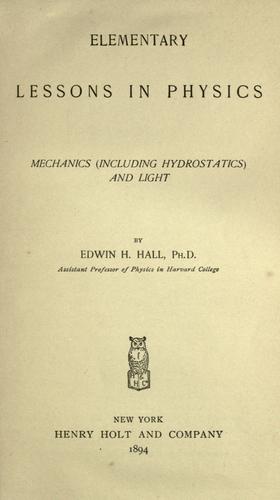 ELEMENTARY
LESSONS IN PHYSICS
MECHANICS (INCLUDING HYDROSTATICS)
AND LIGHT
BY
EDWIN H. HALL, PH.D.
Assistant Professor of Physics in Harvard College
NEW YORK
HENRY HOLT AND COMPANY
1894